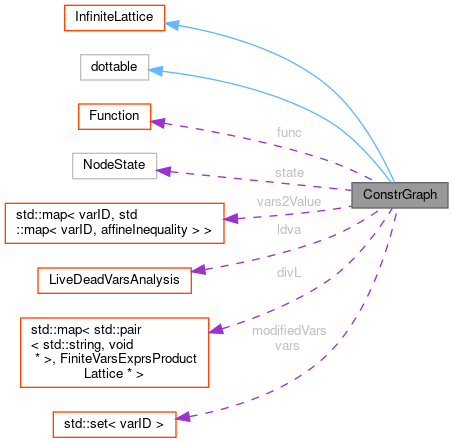 InfiniteLattice
dottable
Function
func
NodeState
state
ConstrGraph
vars2Value
std::map< varID, std
::map< varID, affineInequality > >
ldva
LiveDeadVarsAnalysis
divL
std::map< std::pair
< std::string, void
* >, FiniteVarsExprsProduct
Lattice * >
modifiedVars
vars
std::set< varID >